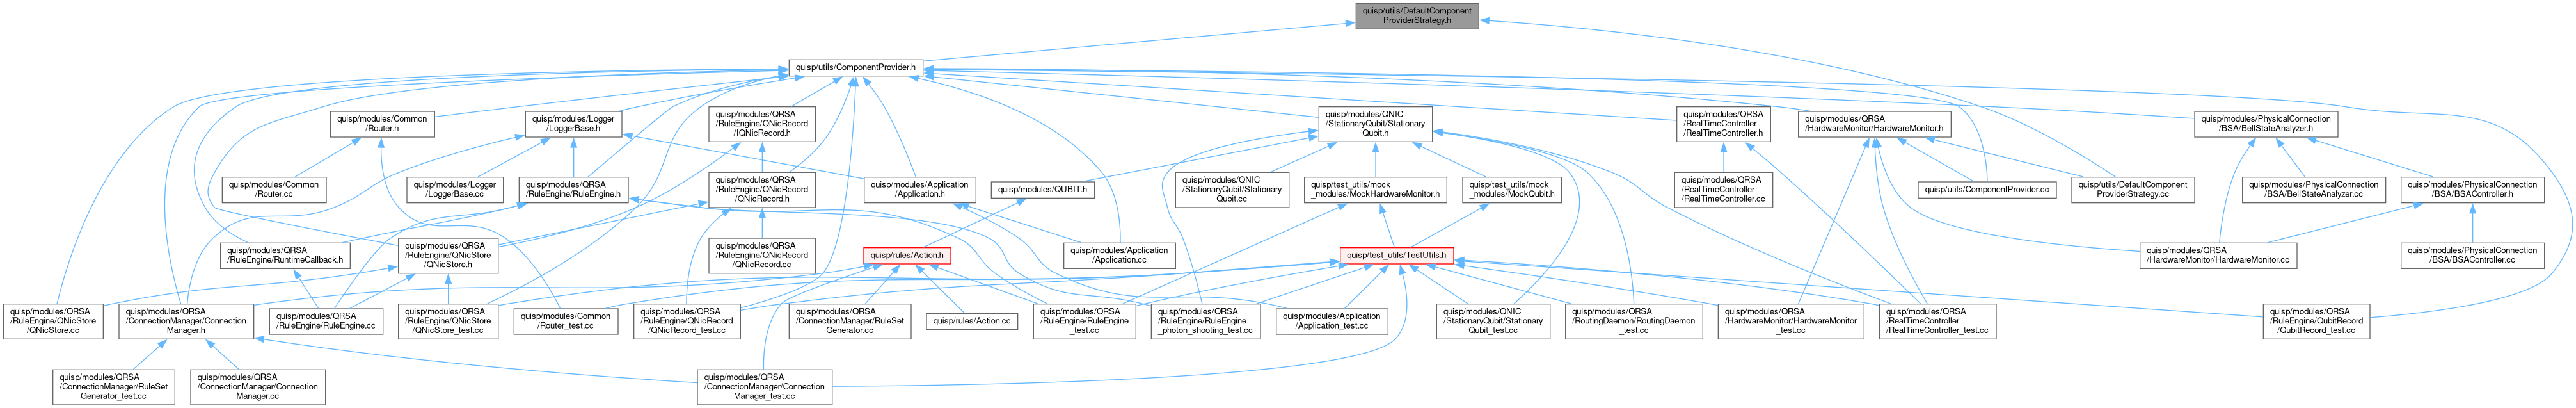 quisp/utils/DefaultComponent
ProviderStrategy.h
quisp/utils/ComponentProvider.h
quisp/modules/Common
/Router.h
quisp/modules/Logger
/LoggerBase.h
quisp/modules/QRSA
/RuleEngine/QNicRecord
/IQNicRecord.h
quisp/modules/QNIC
/StationaryQubit/Stationary
Qubit.h
quisp/modules/QRSA
/RealTimeController
/RealTimeController.h
quisp/modules/QRSA
/HardwareMonitor/HardwareMonitor.h
quisp/modules/PhysicalConnection
/BSA/BellStateAnalyzer.h
quisp/modules/Common
/Router.cc
quisp/modules/Logger
/LoggerBase.cc
quisp/modules/QRSA
/RuleEngine/RuleEngine.h
quisp/modules/QRSA
/RuleEngine/QNicRecord
/QNicRecord.h
quisp/modules/Application
/Application.h
quisp/modules/QUBIT.h
quisp/modules/QNIC
/StationaryQubit/Stationary
Qubit.cc
quisp/test_utils/mock
_modules/MockHardwareMonitor.h
quisp/test_utils/mock
_modules/MockQubit.h
quisp/modules/QRSA
/RealTimeController
/RealTimeController.cc
quisp/utils/ComponentProvider.cc
quisp/utils/DefaultComponent
ProviderStrategy.cc
quisp/modules/PhysicalConnection
/BSA/BellStateAnalyzer.cc
quisp/modules/PhysicalConnection
/BSA/BSAController.h
quisp/modules/QRSA
/RuleEngine/RuntimeCallback.h
quisp/modules/QRSA
/RuleEngine/QNicStore
/QNicStore.h
quisp/modules/QRSA
/RuleEngine/QNicRecord
/QNicRecord.cc
quisp/rules/Action.h
quisp/modules/Application
/Application.cc
quisp/test_utils/TestUtils.h
quisp/modules/QRSA
/HardwareMonitor/HardwareMonitor.cc
quisp/modules/PhysicalConnection
/BSA/BSAController.cc
quisp/modules/QRSA
/RuleEngine/QNicStore
/QNicStore.cc
quisp/modules/QRSA
/ConnectionManager/Connection
Manager.h
quisp/modules/QRSA
/RuleEngine/RuleEngine.cc
quisp/modules/QRSA
/RuleEngine/QNicStore
/QNicStore_test.cc
quisp/modules/Common
/Router_test.cc
quisp/modules/QRSA
/RuleEngine/QNicRecord
/QNicRecord_test.cc
quisp/modules/QRSA
/ConnectionManager/RuleSet
Generator.cc
quisp/rules/Action.cc
quisp/modules/QRSA
/RuleEngine/RuleEngine
_test.cc
quisp/modules/QRSA
/RuleEngine/RuleEngine
_photon_shooting_test.cc
quisp/modules/Application
/Application_test.cc
quisp/modules/QNIC
/StationaryQubit/Stationary
Qubit_test.cc
quisp/modules/QRSA
/RoutingDaemon/RoutingDaemon
_test.cc
quisp/modules/QRSA
/HardwareMonitor/HardwareMonitor
_test.cc
quisp/modules/QRSA
/RealTimeController
/RealTimeController_test.cc
quisp/modules/QRSA
/RuleEngine/QubitRecord
/QubitRecord_test.cc
quisp/modules/QRSA
/ConnectionManager/RuleSet
Generator_test.cc
quisp/modules/QRSA
/ConnectionManager/Connection
Manager.cc
quisp/modules/QRSA
/ConnectionManager/Connection
Manager_test.cc